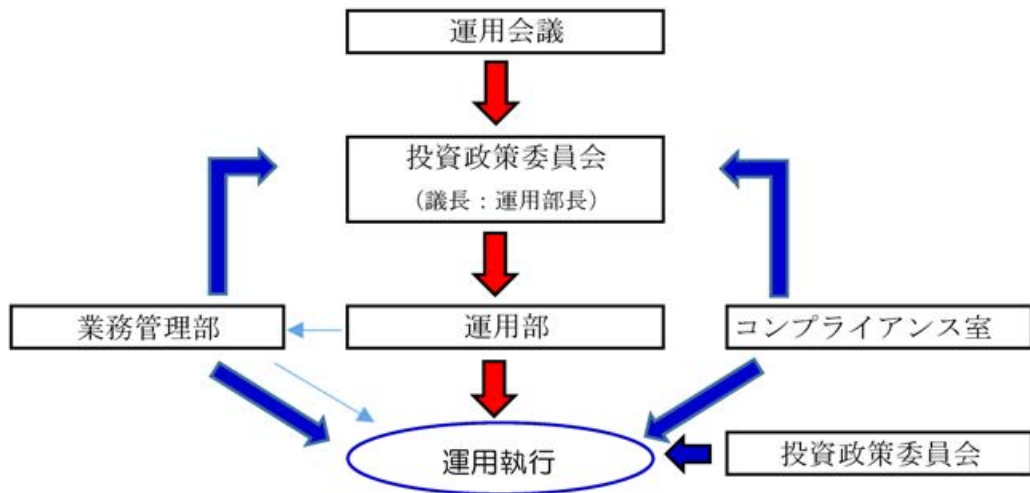 運用会議
投資政策委員会
（議長：運用部長）
業務管理部
運用部
コンプライアンス室
運用執行
投資政策委員会